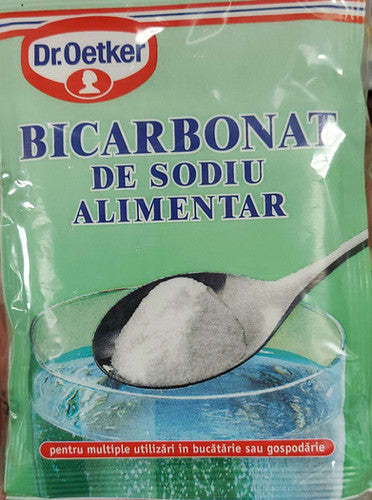 Dr.Oetker
BICARBONAT
DE SODIU
ALIMENTAR
pentru multiple utilizări în bucătărie sau gospodărie